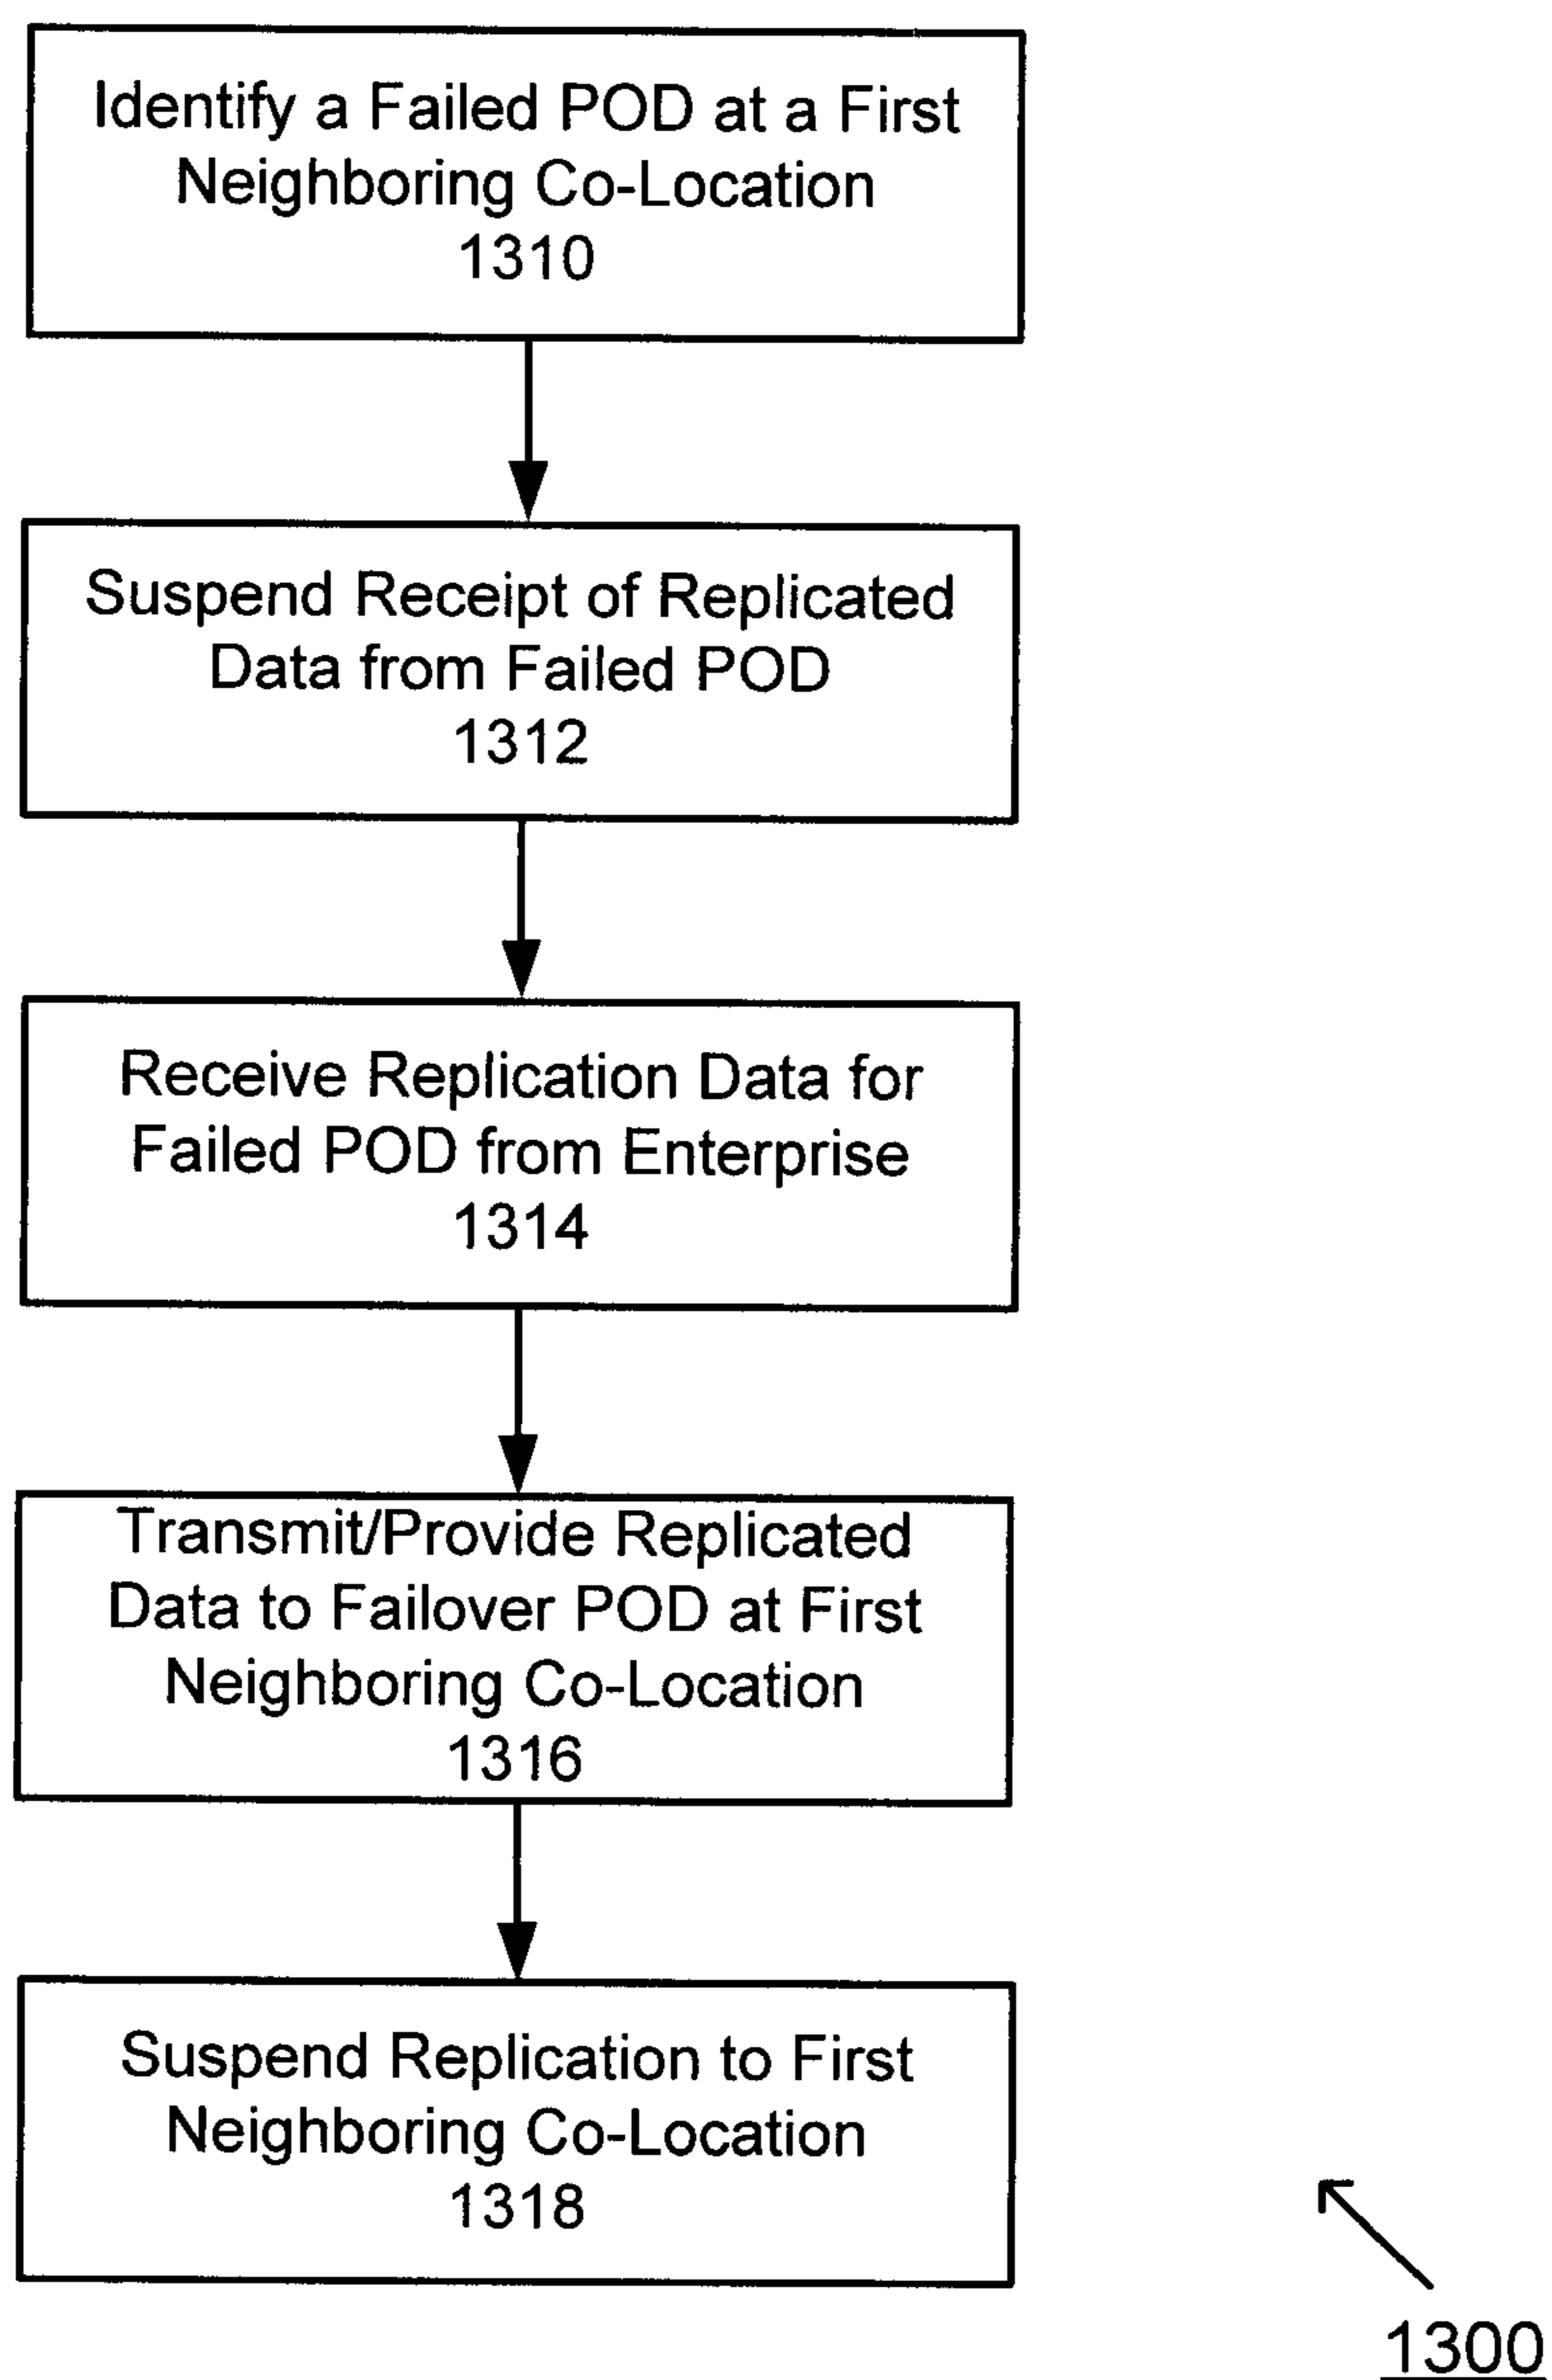 Identify a Failed POD at a First
Neighboring Co-Location
1310
Suspend Receipt of Replicated
Data from Failed POD
1312
Receive Replication Data for
Failed POD from Enterprise
1314
Transmit/Provide Replicated
Data to Failover POD at First
Neighboring Co-Location
1316
Suspend Replication to First
Neighboring Co-Location
1318
1300